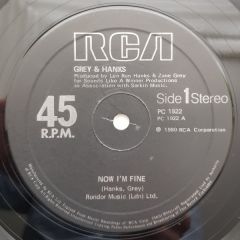 RCA
GREY & HANKS
Produced by Len Ron Hanks & Zane Grey
for Sounds Like A Winner Productions
in Association with Sarkin Music.
45
R.P.M.
Side 1 Stereo
PC 1922
PC 1922 A
℗ 1980 RCA Corporation
NOW I'M FINE
(Hanks, Grey)
Rondor Music (Ldn) Ltd.